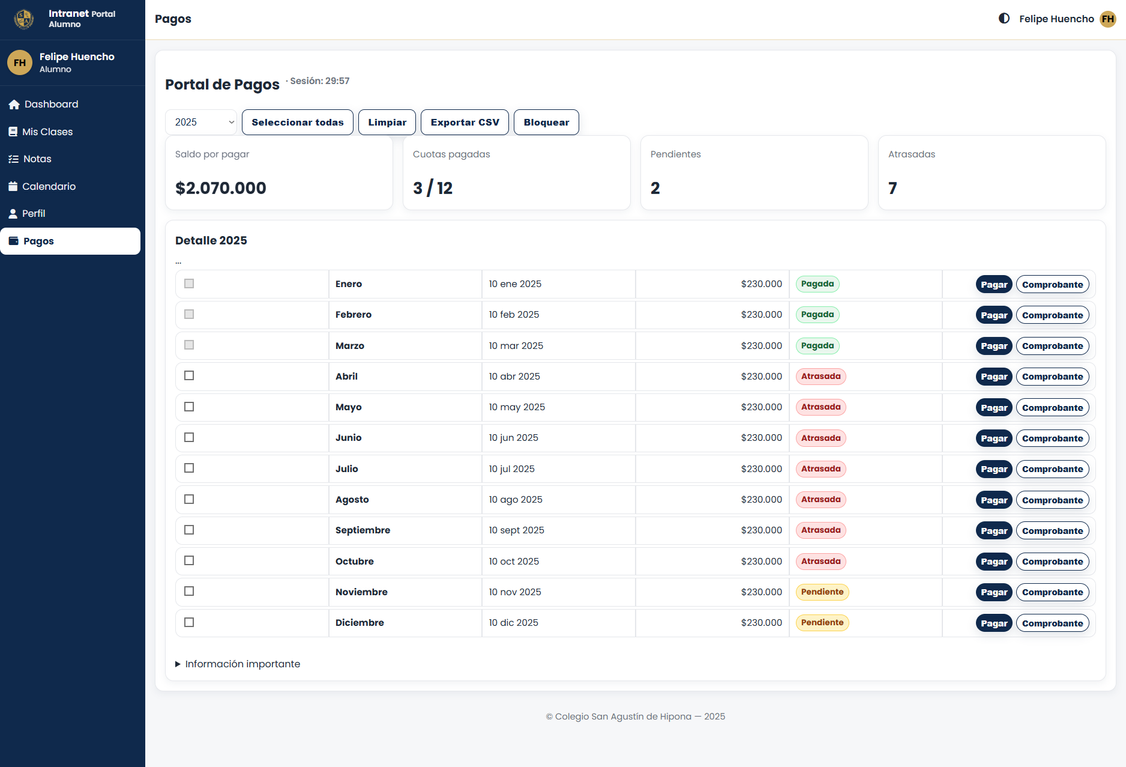 Intranet Portal
Alumno
Pagos
Felipe Huencho FH
FH Felipe Huencho
Alumno
Dashboard
Mis Clases
Notas
Calendario
Perfil
Pagos
Portal de Pagos · Sesión: 29:57
2025 Seleccionar todas Limpiar Exportar CSV Bloquear
Saldo por pagar
$2.070.000
Cuotas pagadas
3 / 12
Pendientes
2
Atrasadas
7
Detalle 2025
...
Enero 10 ene 2025 $230.000 Pagada Pagar Comprobante
Febrero 10 feb 2025 $230.000 Pagada Pagar Comprobante
Marzo 10 mar 2025 $230.000 Pagada Pagar Comprobante
Abril 10 abr 2025 $230.000 Atrasada Pagar Comprobante
Mayo 10 may 2025 $230.000 Atrasada Pagar Comprobante
Junio 10 jun 2025 $230.000 Atrasada Pagar Comprobante
Julio 10 jul 2025 $230.000 Atrasada Pagar Comprobante
Agosto 10 ago 2025 $230.000 Atrasada Pagar Comprobante
Septiembre 10 sept 2025 $230.000 Atrasada Pagar Comprobante
Octubre 10 oct 2025 $230.000 Atrasada Pagar Comprobante
Noviembre 10 nov 2025 $230.000 Pendiente Pagar Comprobante
Diciembre 10 dic 2025 $230.000 Pendiente Pagar Comprobante
Información importante
© Colegio San Agustín de Hipona — 2025